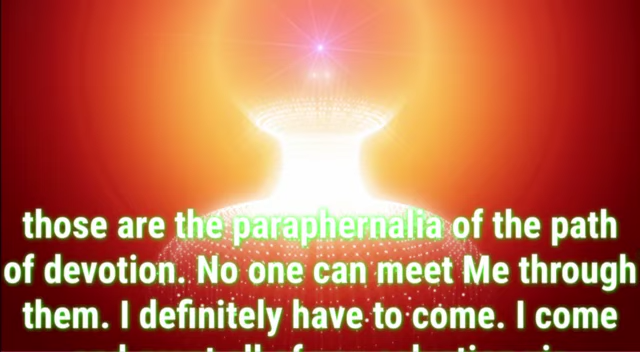 those are the paraphernalia of the path
of devotion. No one can meet Me through
them. I definitely have to come. I come